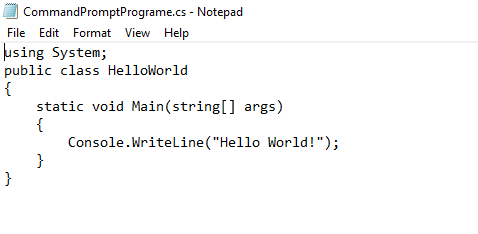 CommandPromptPrograme.cs - Notepad
File Edit Format View Help
using System;
public class HelloWorld
{
    static void Main(string[] args)
    {
        Console.WriteLine("Hello World!");
    }
}